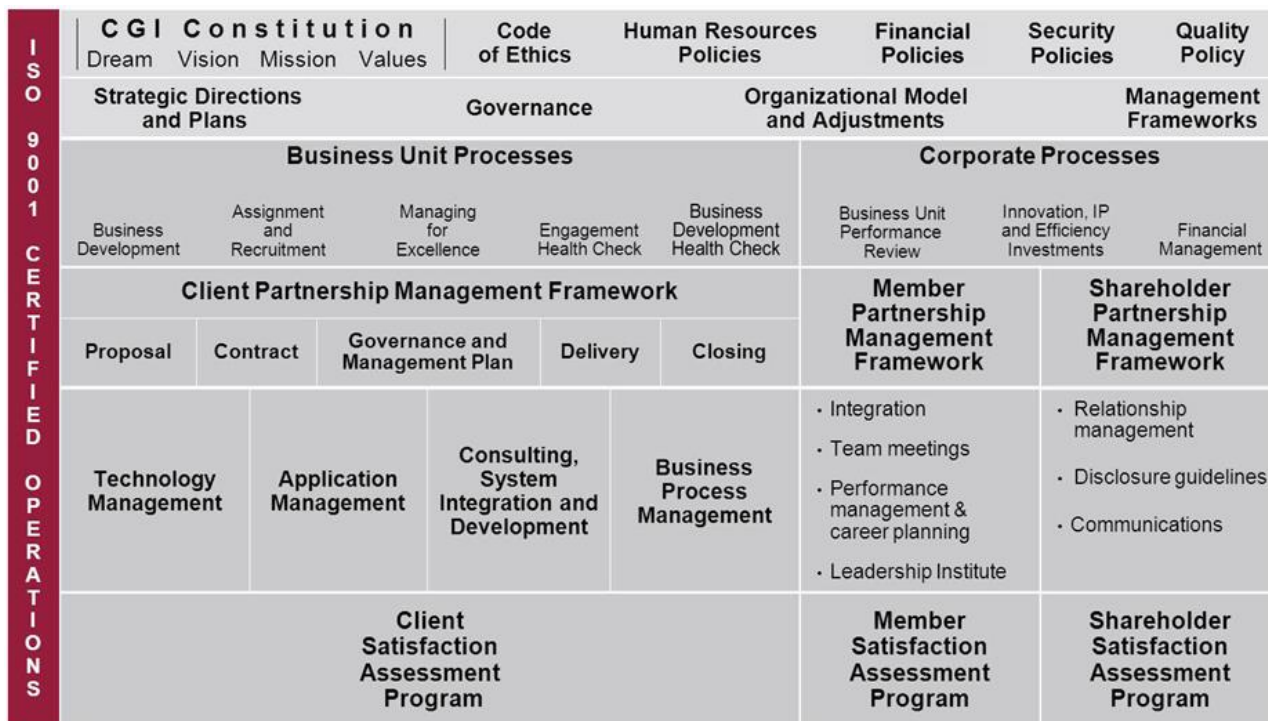 ISO 9001 CERTIFIED OPERATIONS
CGI Constitution
Dream Vision Mission Values
Code
of Ethics
Human Resources
Policies
Financial
Policies
Security
Policies
Quality
Policy
Strategic Directions
and Plans
Governance
Organizational Model
and Adjustments
Management
Frameworks
Business Unit Processes
Business
Development
Assignment
and
Recruitment
Managing
for
Excellence
Engagement
Health Check
Business
Development
Health Check
Corporate Processes
Business Unit
Performance
Review
Innovation, IP
and Efficiency
Investments
Financial
Management
Client Partnership Management Framework
Proposal
Contract
Governance and
Management Plan
Delivery
Closing
Member
Partnership
Management
Framework
Shareholder
Partnership
Management
Framework
Technology
Management
Application
Management
Consulting,
System
Integration and
Development
Business
Process
Management
• Integration
• Team meetings
• Performance
management &
career planning
• Leadership Institute
• Relationship
management
• Disclosure guidelines
• Communications
Client
Satisfaction
Assessment
Program
Member
Satisfaction
Assessment
Program
Shareholder
Satisfaction
Assessment
Program